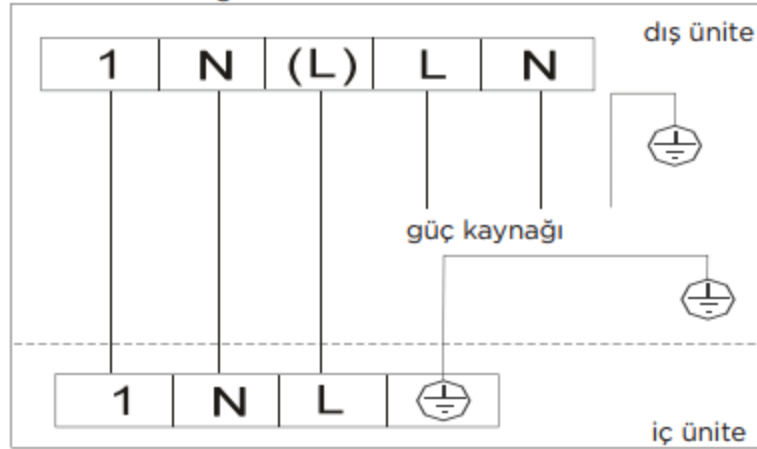 dış ünite
1 N (L) L N
güç kaynağı
1 N L
iç ünite